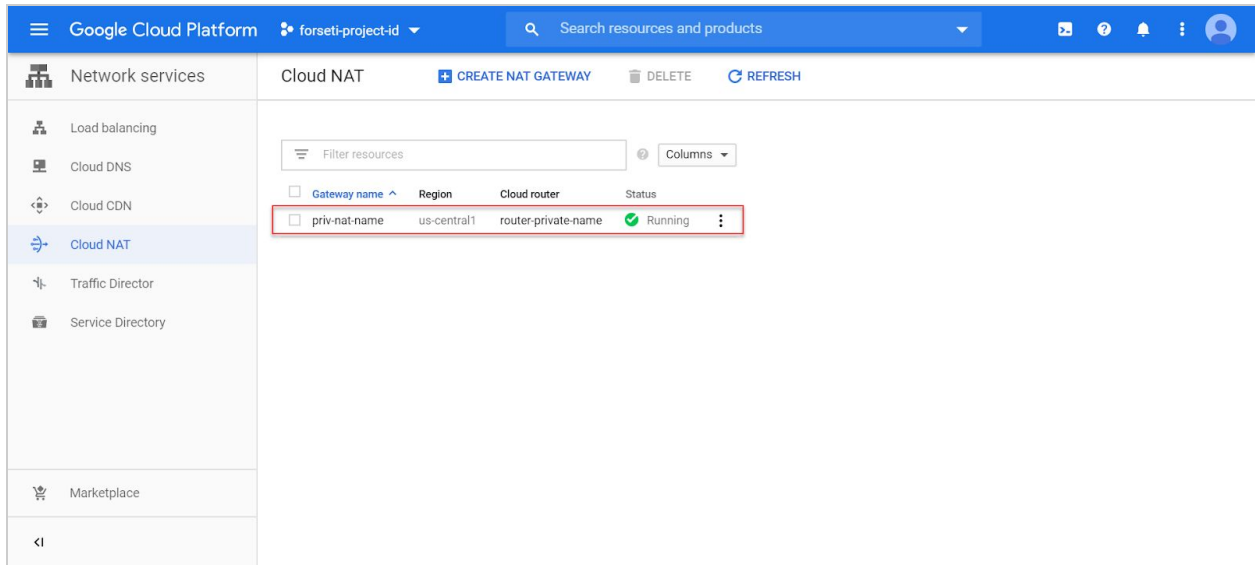 Google Cloud Platform forseti-project-id Search resources and products
Network services Cloud NAT CREATE NAT GATEWAY DELETE REFRESH
Load balancing
Cloud DNS
Cloud CDN
Cloud NAT
Traffic Director
Service Directory
Marketplace
Filter resources Columns
Gateway name Region Cloud router Status
priv-nat-name us-central1 router-private-name Running